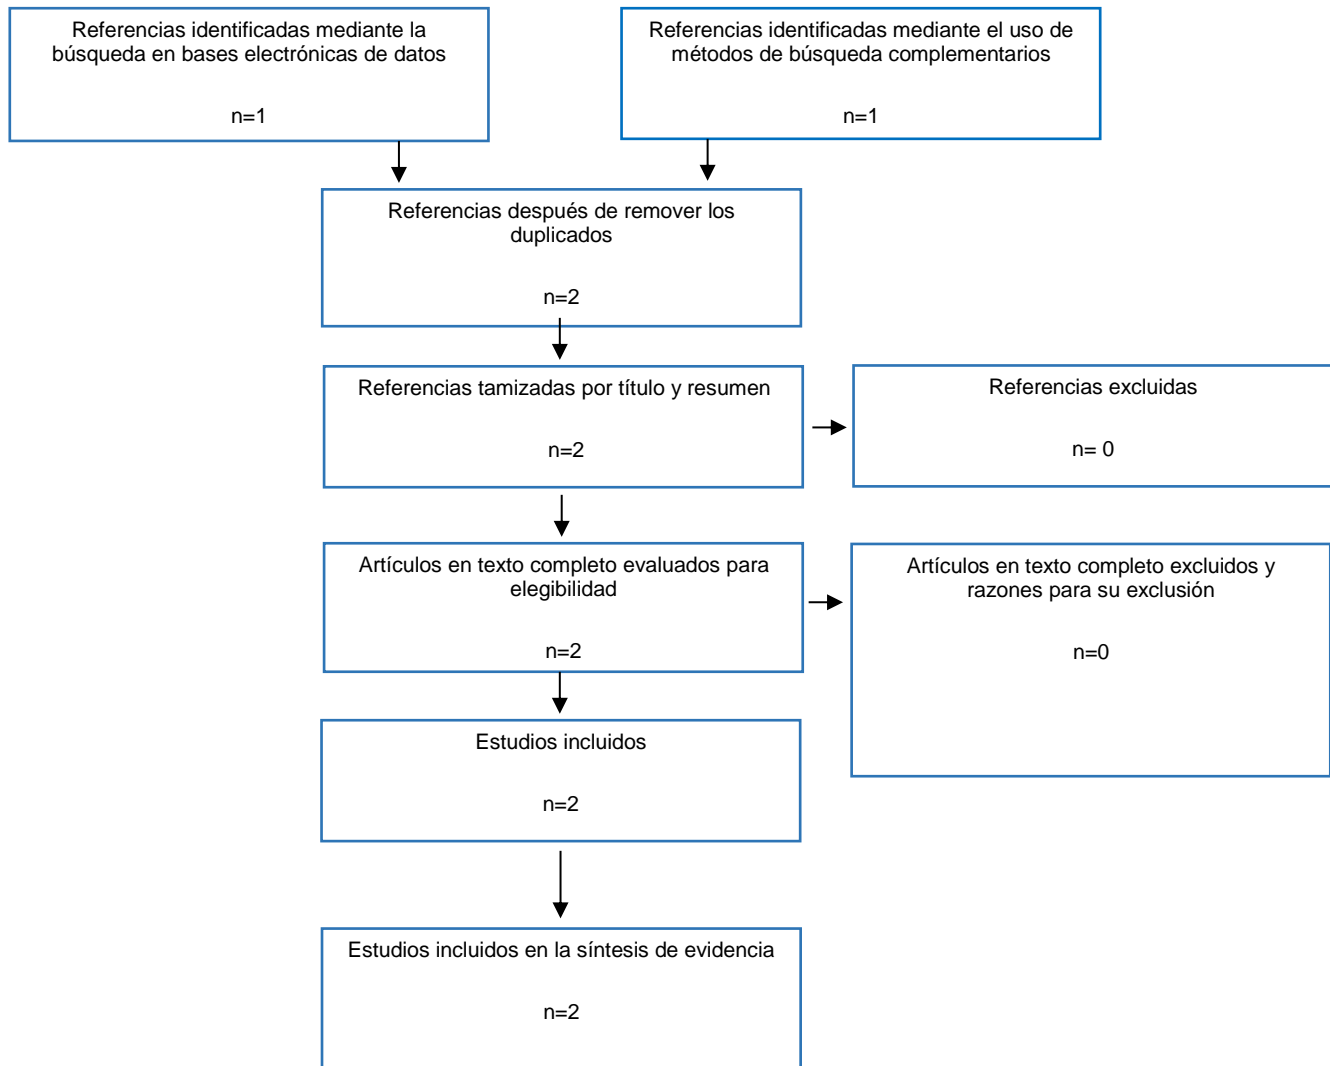 Referencias identificadas mediante la
búsqueda en bases electrónicas de datos
n=1
Referencias identificadas mediante el uso de
métodos de búsqueda complementarios
n=1
Referencias después de remover los
duplicados
n=2
Referencias tamizadas por título y resumen
n=2
Referencias excluidas
n= 0
Artículos en texto completo evaluados para
elegibilidad
n=2
Artículos en texto completo excluidos y
razones para su exclusión
n=0
Estudios incluidos
n=2
Estudios incluidos en la síntesis de evidencia
n=2